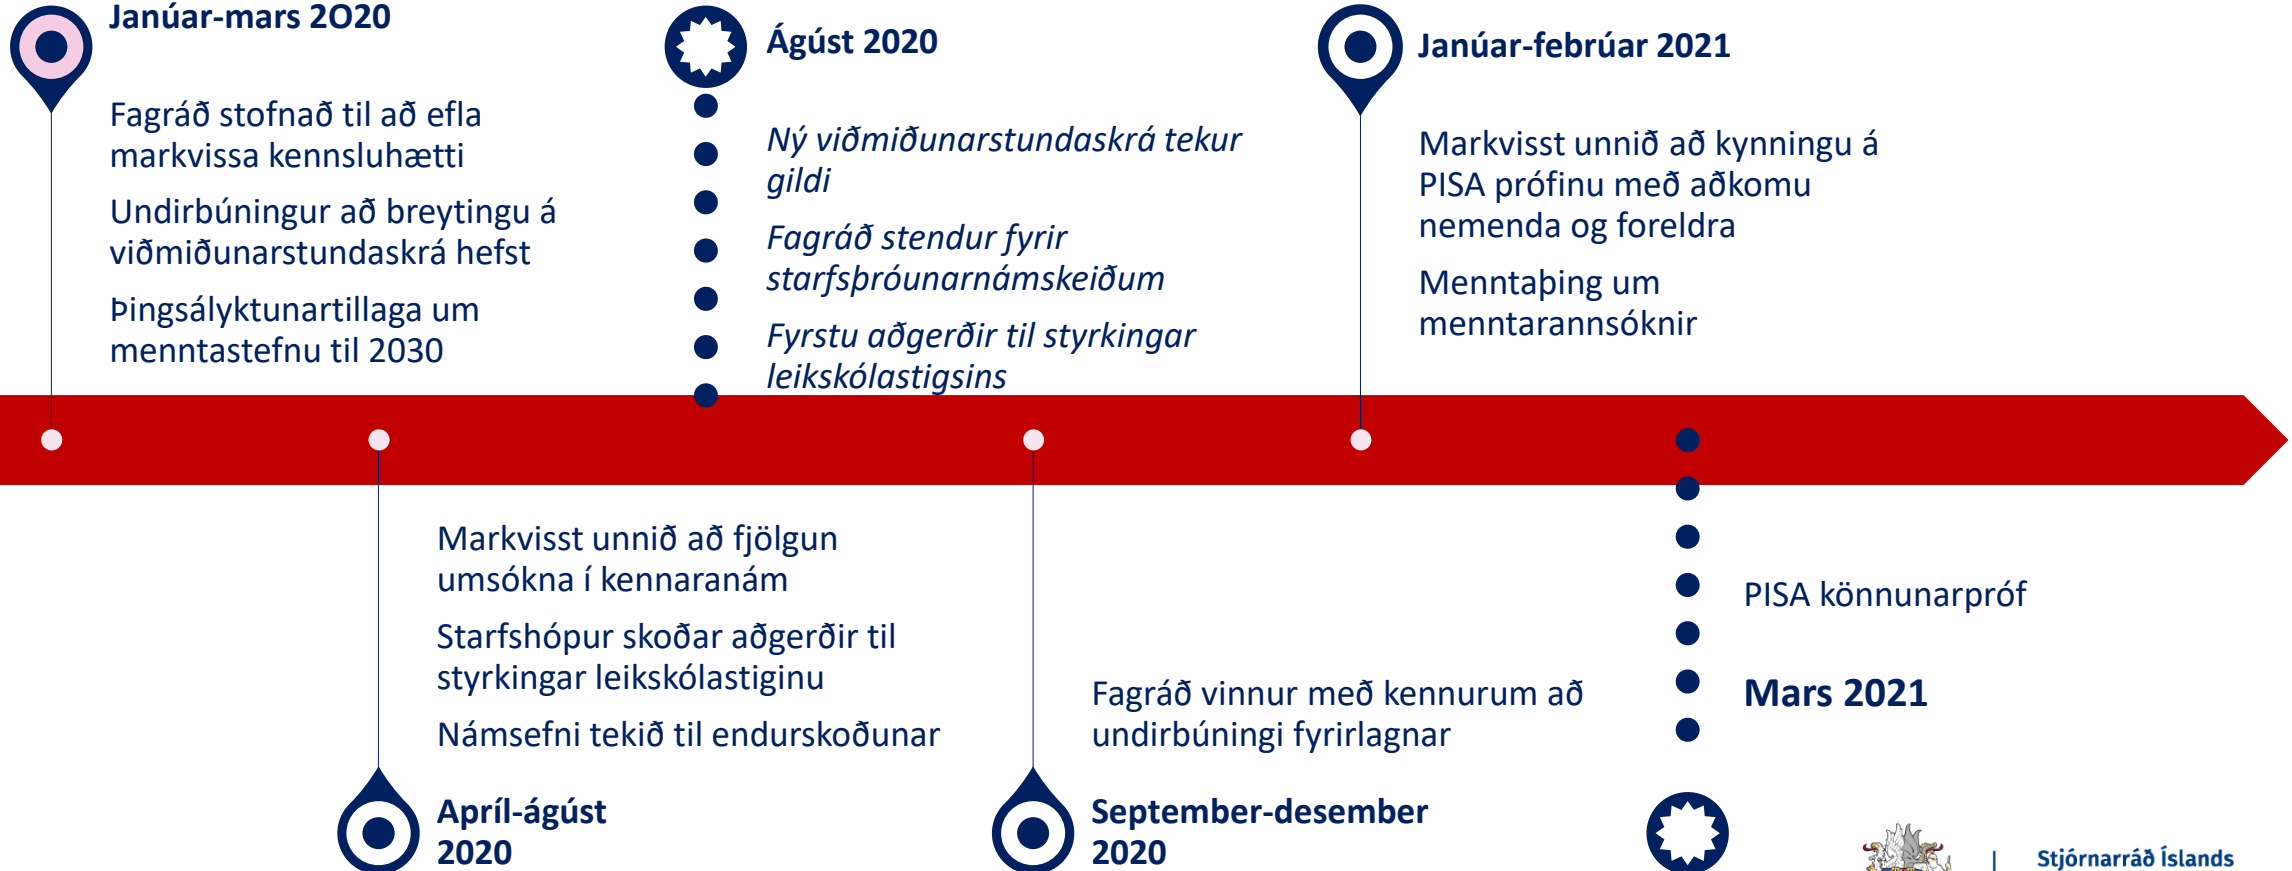 Janúar-mars 2O20
Fagráð stofnað til að efla
markvissa kennsluhætti
Undirbúningur að breytingu á
viðmiðunarstundaskrá hefst
Þingsályktunartillaga um
menntastefnu til 2030
Ágúst 2020
Ný viðmiðunarstundaskrá tekur
gildi
Fagráð stendur fyrir
starfsþróunarnámskeiðum
Fyrstu aðgerðir til styrkingar
leikskólastigsins
Janúar-febrúar 2021
Markvisst unnið að kynningu á
PISA prófinu með aðkomu
nemenda og foreldra
Menntaþing um
menntarannsóknir
Markvisst unnið að fjölgun
umsókna í kennaranám
Starfshópur skoðar aðgerðir til
styrkingar leikskólastiginu
Námsefni tekið til endurskoðunar
Apríl-ágúst
2020
Fagráð vinnur með kennurum að
undirbúningi fyrirlagnar
September-desember
2020
PISA könnunarpróf
Mars 2021
| Stjórnarráð Íslands